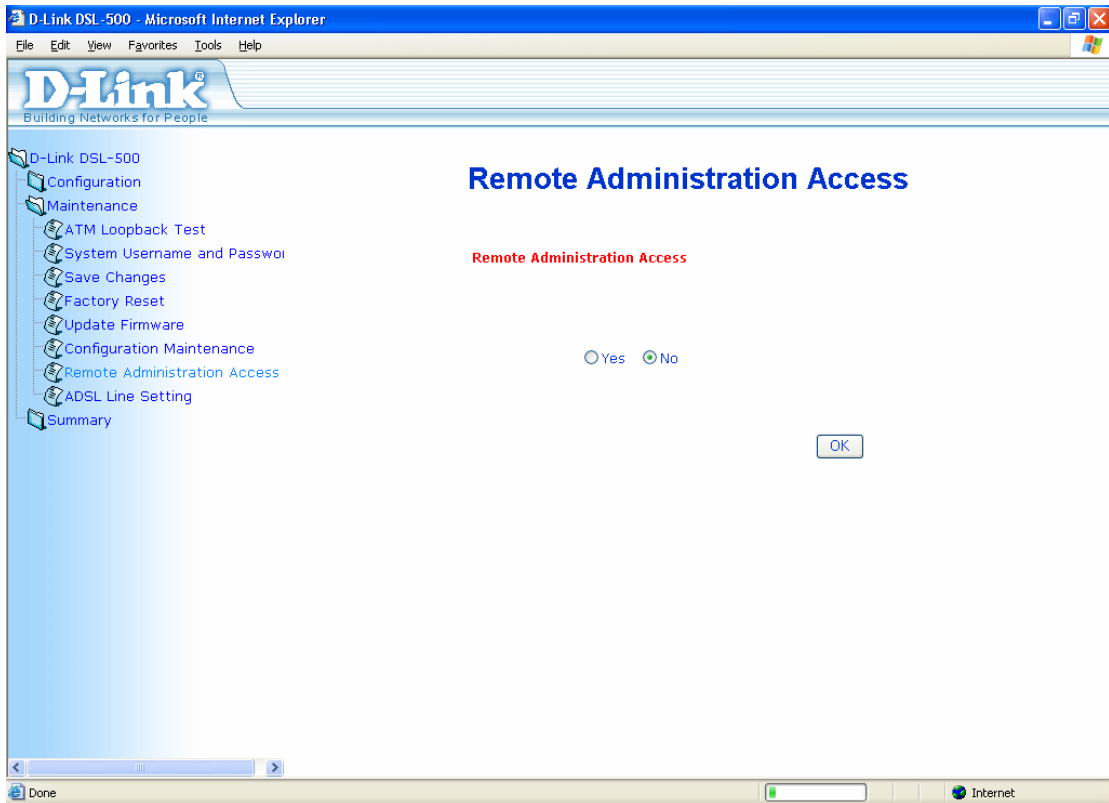 D-Link DSL-500 - Microsoft Internet Explorer
File Edit View Favorites Tools Help
D-Link®
Building Networks for People
D-Link DSL-500
Configuration
Maintenance
ATM Loopback Test
System Username and Passwor
Save Changes
Factory Reset
Update Firmware
Configuration Maintenance
Remote Administration Access
ADSL Line Setting
Summary
Remote Administration Access
Remote Administration Access
Yes No
OK
Done Internet